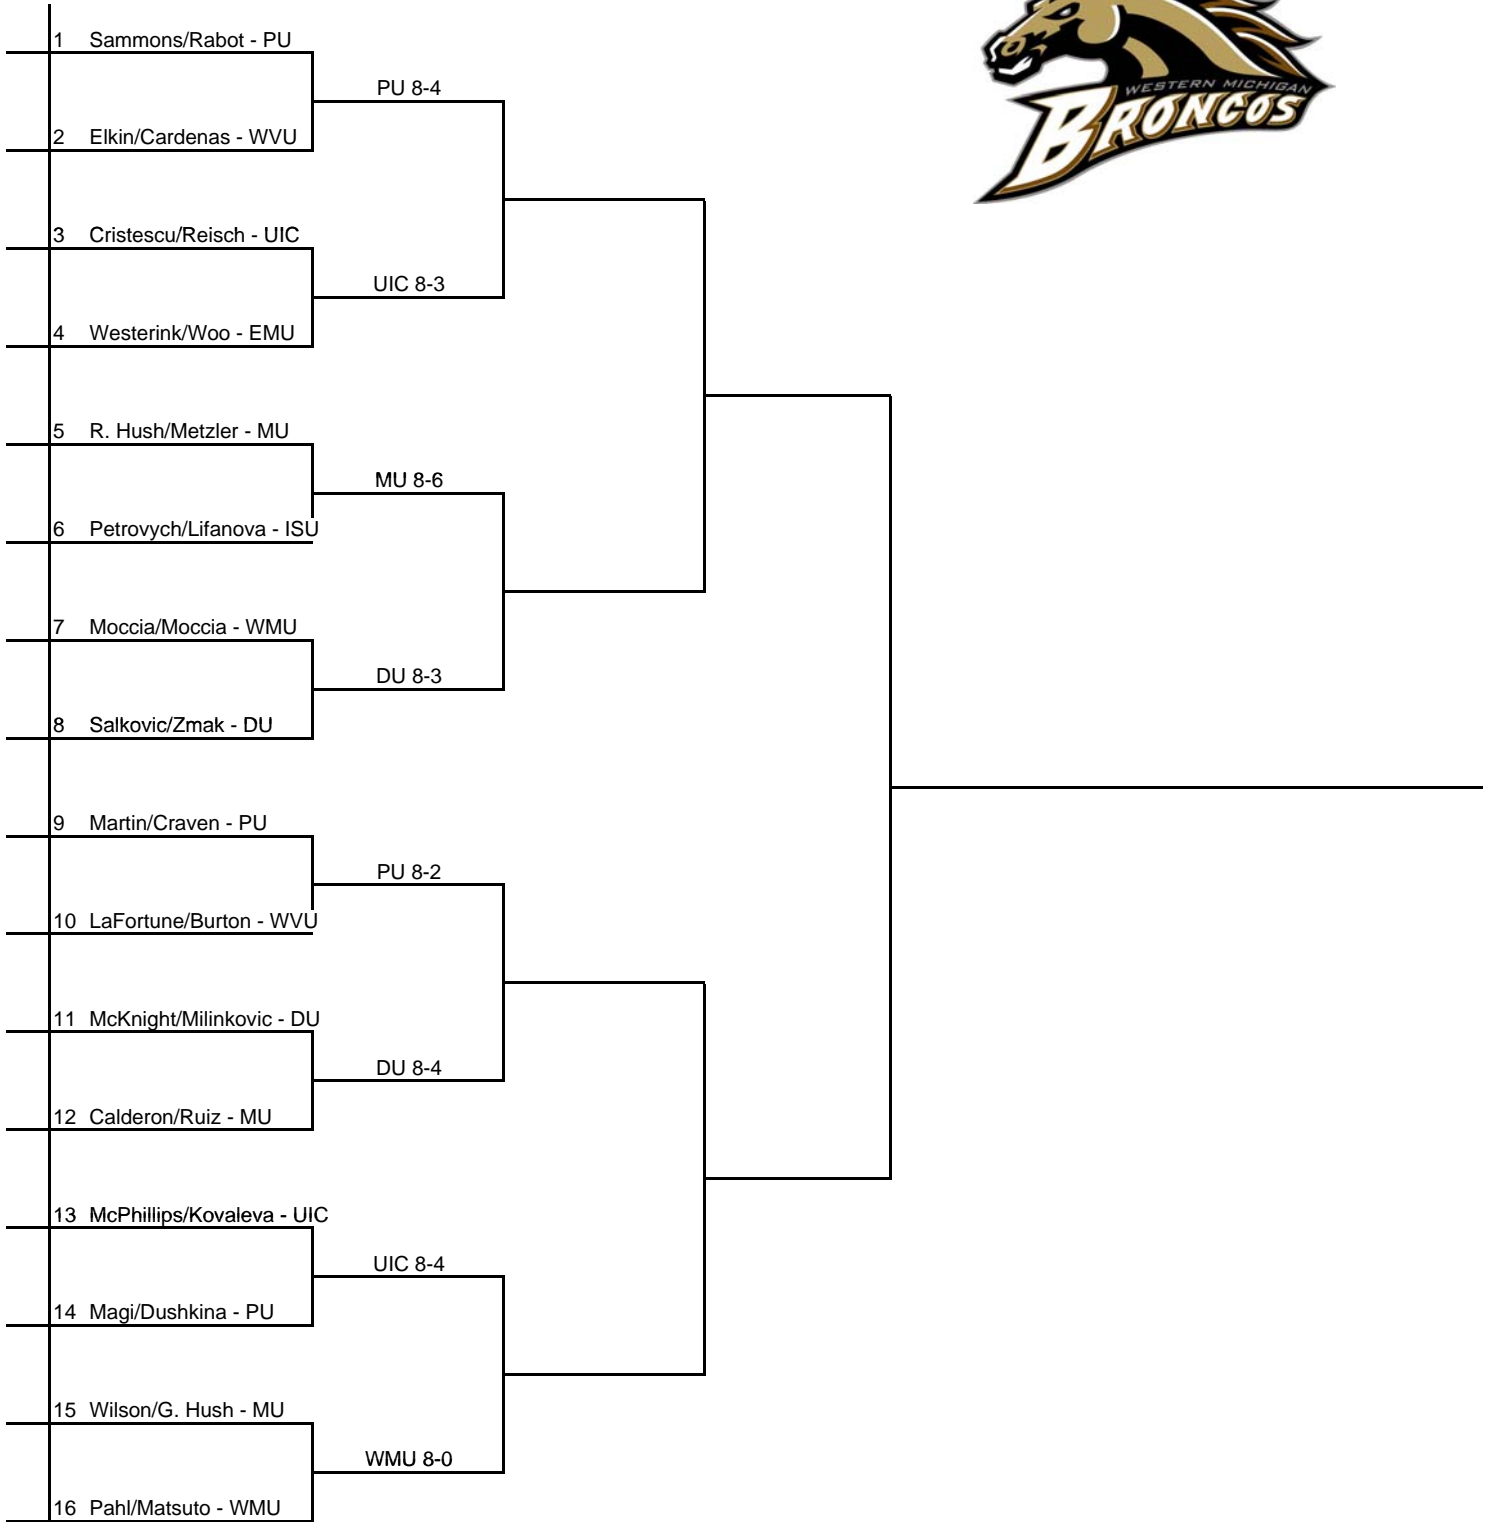 1 Sammons/Rabot - PU
PU 8-4
2 Elkin/Cardenas - WVU
3 Cristescu/Reisch - UIC
UIC 8-3
4 Westerink/Woo - EMU
5 R. Hush/Metzler - MU
MU 8-6
6 Petrovych/Lifanova - ISU
7 Moccia/Moccia - WMU
DU 8-3
8 Salkovic/Zmak - DU
9 Martin/Craven - PU
PU 8-2
10 LaFortune/Burton - WVU
11 McKnight/Milinkovic - DU
DU 8-4
12 Calderon/Ruiz - MU
13 McPhillips/Kovaleva - UIC
UIC 8-4
14 Magi/Dushkina - PU
15 Wilson/G. Hush - MU
WMU 8-0
16 Pahl/Matsuto - WMU
WESTERN MICHIGAN
BRONCOS